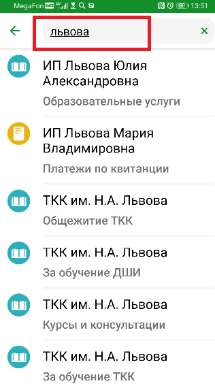 MegaFon 51 13:51
львова
ИП Львова Юлия
Александровна
Образовательные услуги
ИП Львова Мария
Владимировна
Платежи по квитанции
ТКК им. Н.А. Львова
Общежитие ТКК
ТКК им. Н.А. Львова
За обучение ДШИ
ТКК им. Н.А. Львова
Курсы и консультации
ТКК им. Н.А. Львова
За обучение ТКК